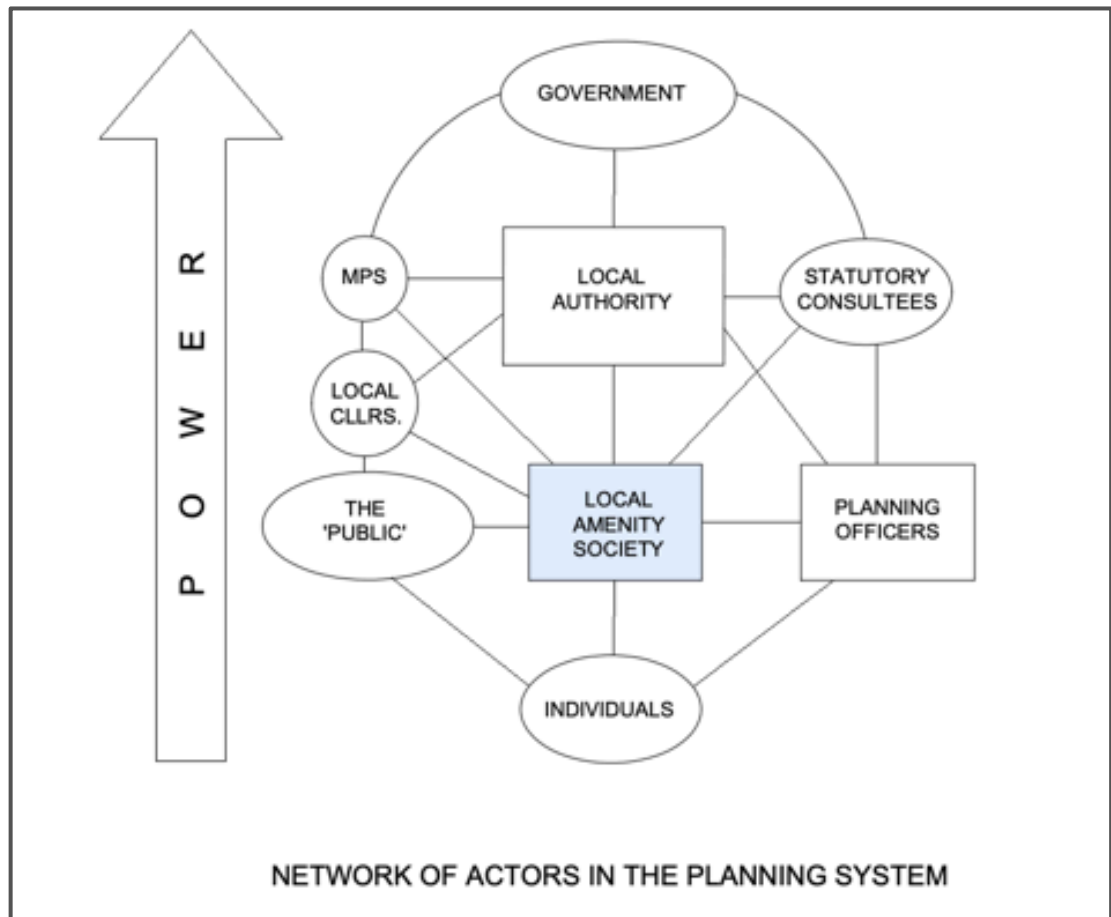 GOVERNMENT
MPS
LOCAL
AUTHORITY
STATUTORY
CONSULTEES
LOCAL
CLLRS.
THE
'PUBLIC'
LOCAL
AMENITY
SOCIETY
PLANNING
OFFICERS
INDIVIDUALS
POWER
NETWORK OF ACTORS IN THE PLANNING SYSTEM